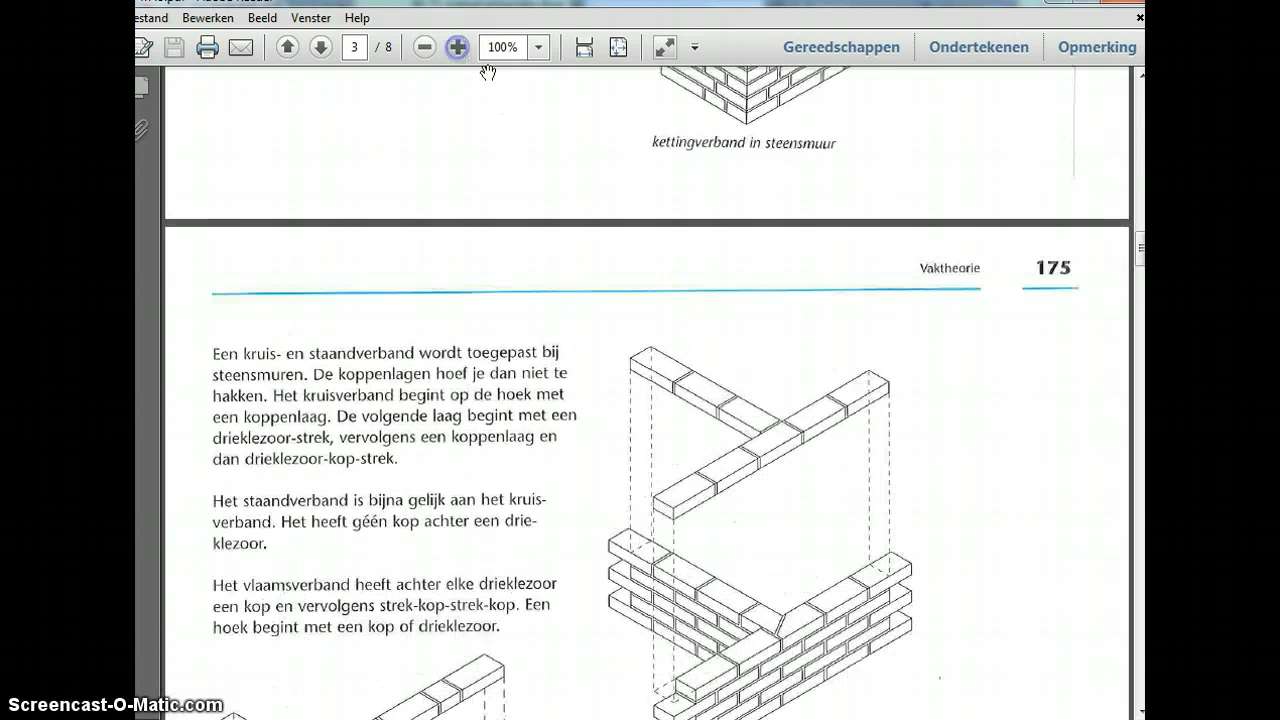 estand Bewerken Beeld Venster Help
3 / 8 100% Gereedschappen Ondertekenen Opmerking
kettingverband in steensmuur
Vaktheorie 175
Een kruis- en staandverband wordt toegepast bij
steensmuren. De koppenlagen hoef je dan niet te
hakken. Het kruisverband begint op de hoek met
een koppenlaag. De volgende laag begint met een
drieklezoor-strek, vervolgens een koppenlaag en
dan drieklezoor-kop-strek.
Het staandverband is bijna gelijk aan het kruis-
verband. Het heeft géén kop achter een drie-
klezoor.
Het vlaamsverband heeft achter elke drieklezoor
een kop en vervolgens strek-kop-strek-kop. Een
hoek begint met een kop of drieklezoor.
Screencast-O-Matic.com